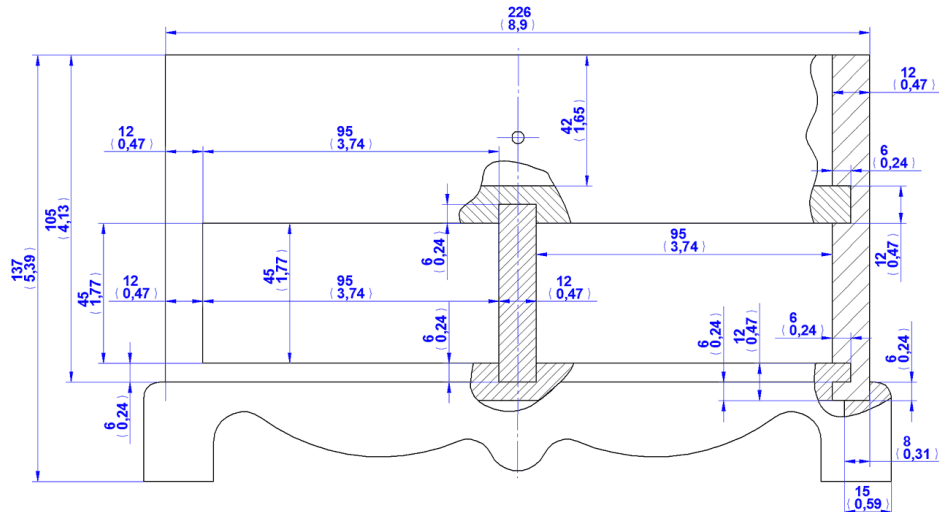 226
( 8,9 )
12
( 0,47 )
42
( 1,65 )
12
( 0,47 )
95
( 3,74 )
6
( 0,24 )
105
( 4,13 )
137
( 5,39 )
6
( 0,24 )
95
( 3,74 )
12
( 0,47 )
45
( 1,77 )
45
( 1,77 )
12
( 0,47 )
95
( 3,74 )
12
( 0,47 )
6
( 0,24 )
6
( 0,24 )
12
( 0,47 )
6
( 0,24 )
6
( 0,24 )
6
( 0,24 )
8
( 0,31 )
15
( 0,59 )